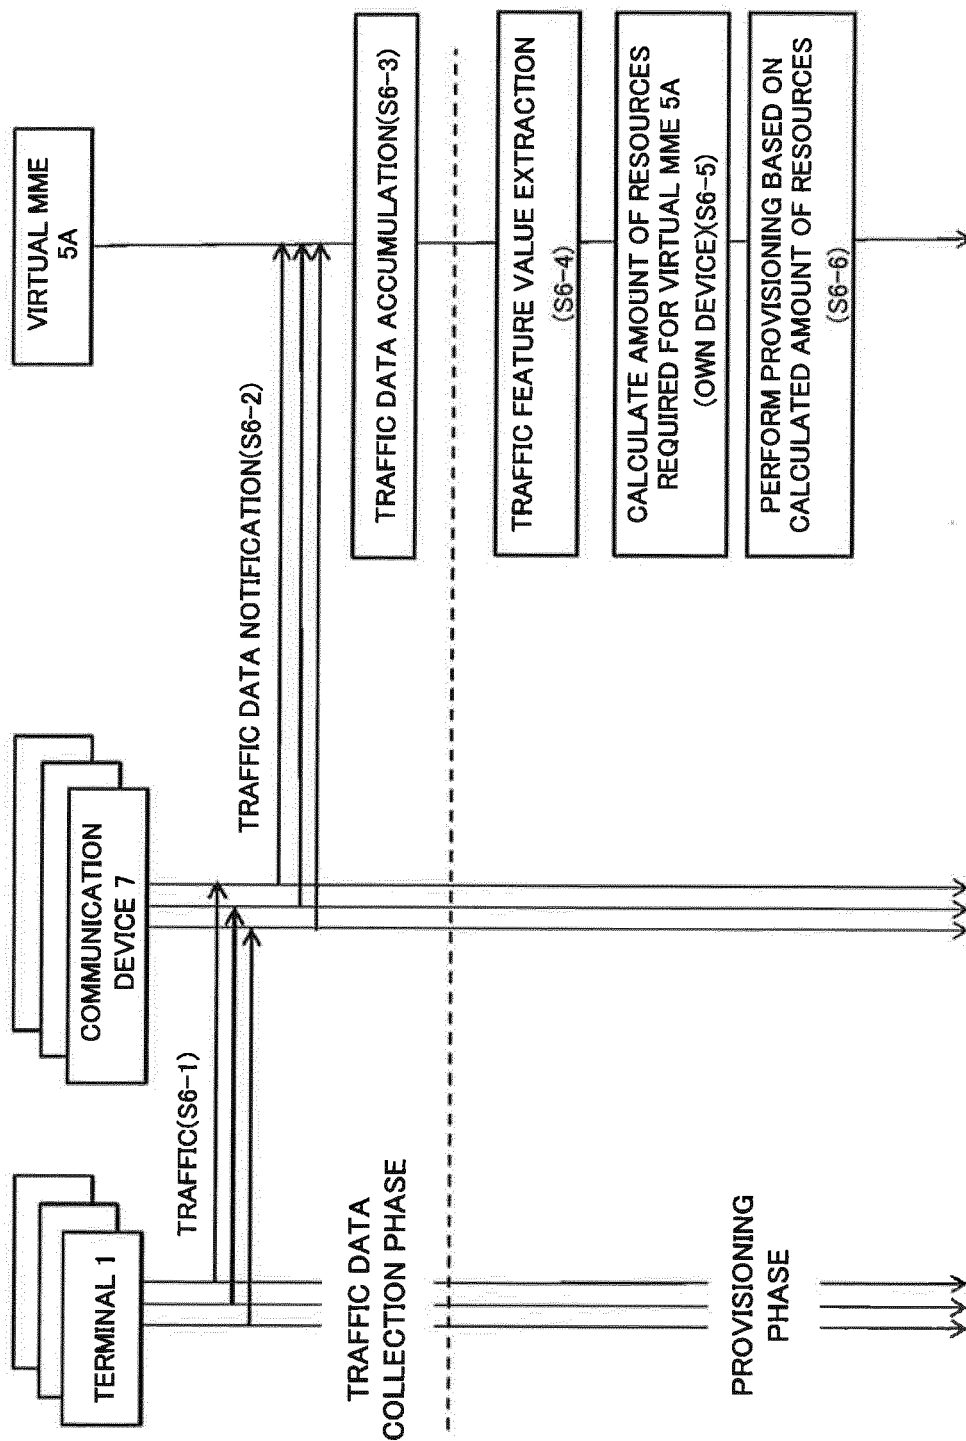 TERMINAL 1
COMMUNICATION
DEVICE 7
VIRTUAL MME
5A
TRAFFIC(S6-1)
TRAFFIC DATA NOTIFICATION(S6-2)
TRAFFIC DATA ACCUMULATION(S6-3)
TRAFFIC DATA
COLLECTION PHASE
TRAFFIC FEATURE VALUE EXTRACTION
(S6-4)
CALCULATE AMOUNT OF RESOURCES
REQUIRED FOR VIRTUAL MME 5A
(OWN DEVICE)(S6-5)
PROVISIONING
PHASE
PERFORM PROVISIONING BASED ON
CALCULATED AMOUNT OF RESOURCES
(S6-6)